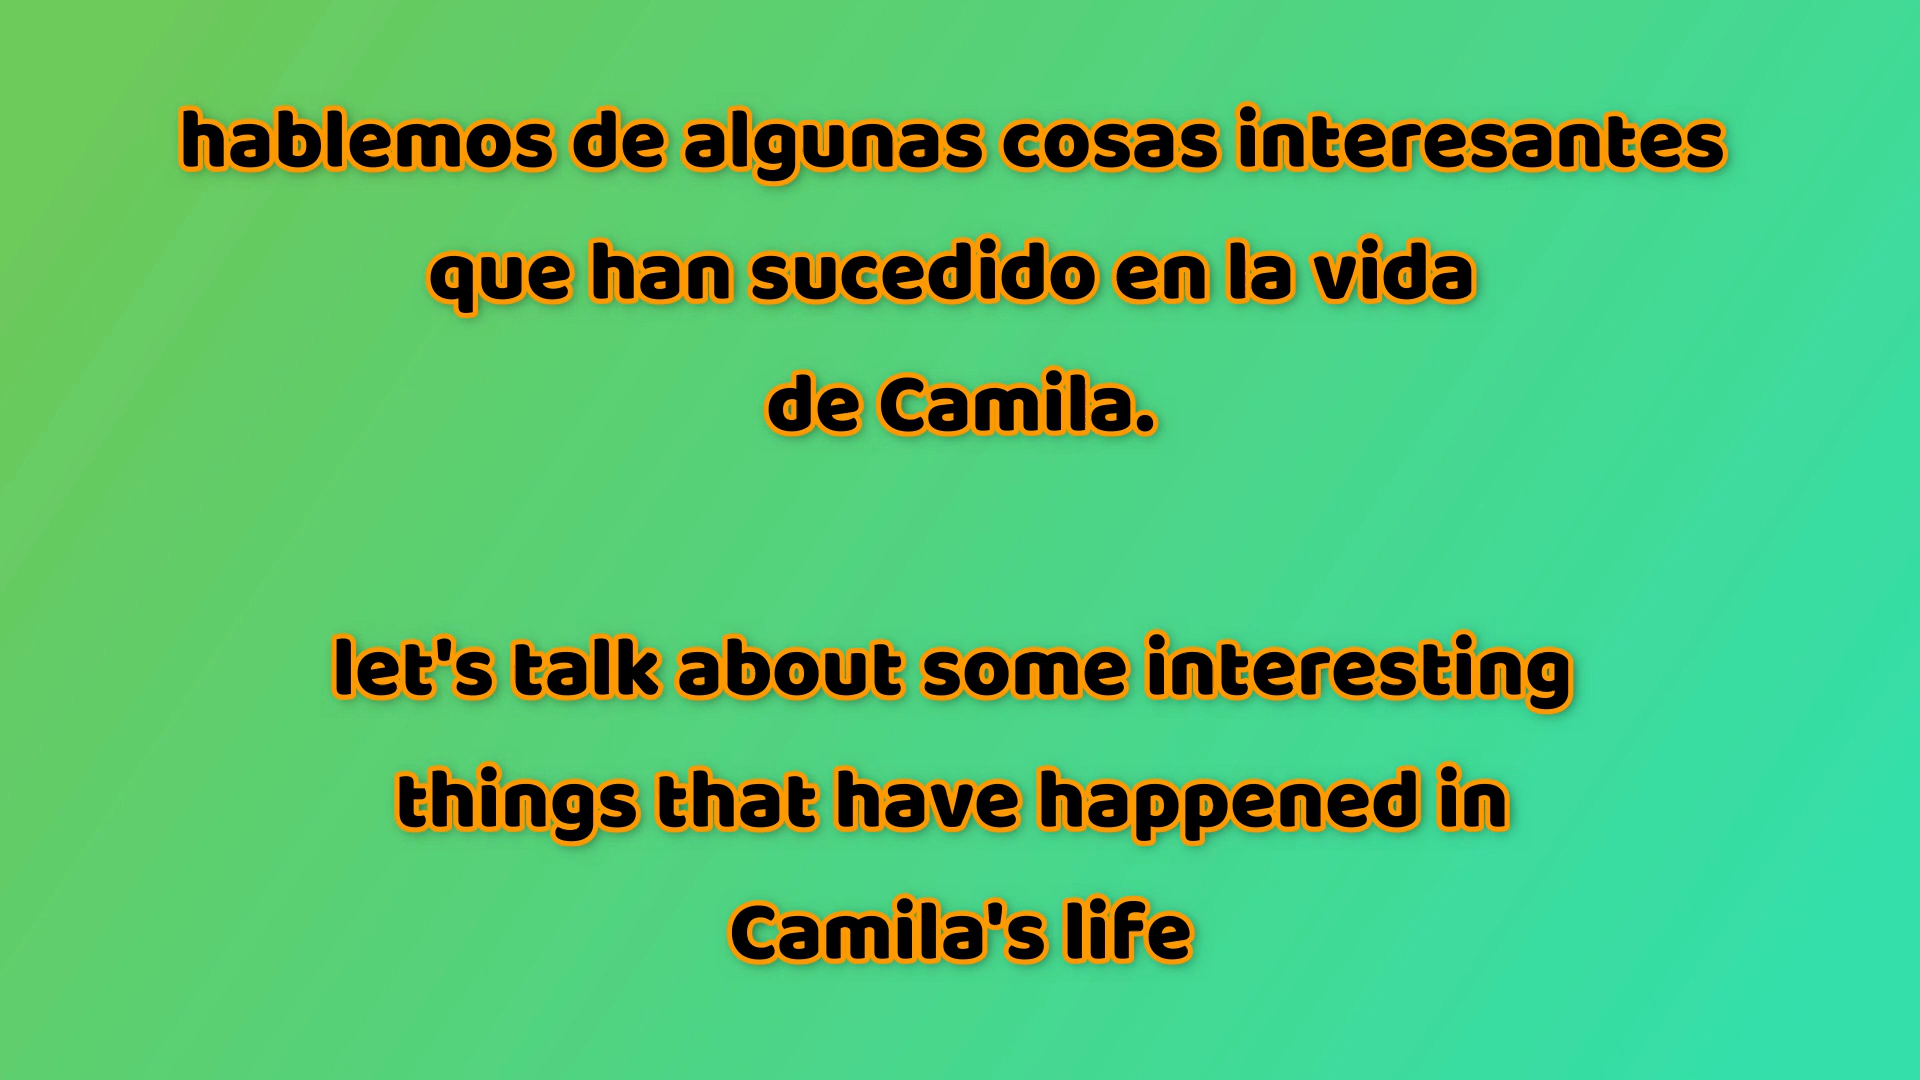 hablemos de algunas cosas interesantes
que han sucedido en la vida
de Camila.
let's talk about some interesting
things that have happened in
Camila's life